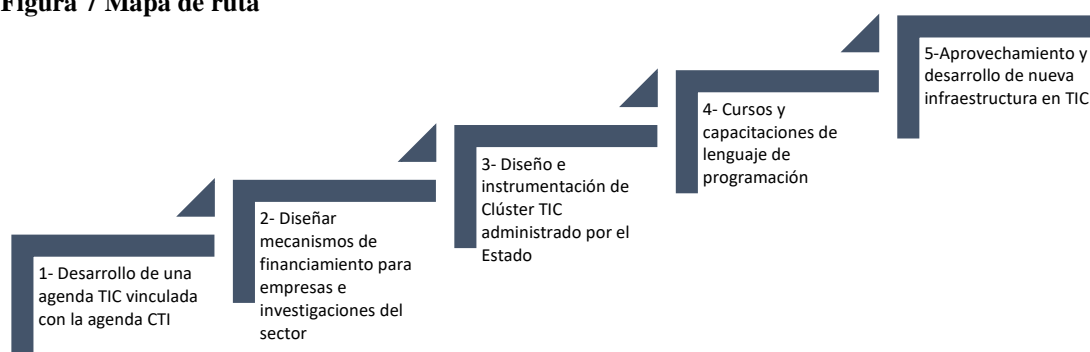 Figura 7 Mapa de ruta
1- Desarrollo de una
agenda TIC vinculada
con la agenda CTI
2- Diseñar
mecanismos de
financiamiento para
empresas e
investigaciones del
sector
3- Diseño e
instrumentación de
Clúster TIC
administrado por el
Estado
4- Cursos y
capacitaciones de
lenguaje de
programación
5-Aprovechamiento y
desarrollo de nueva
infraestructura en TIC